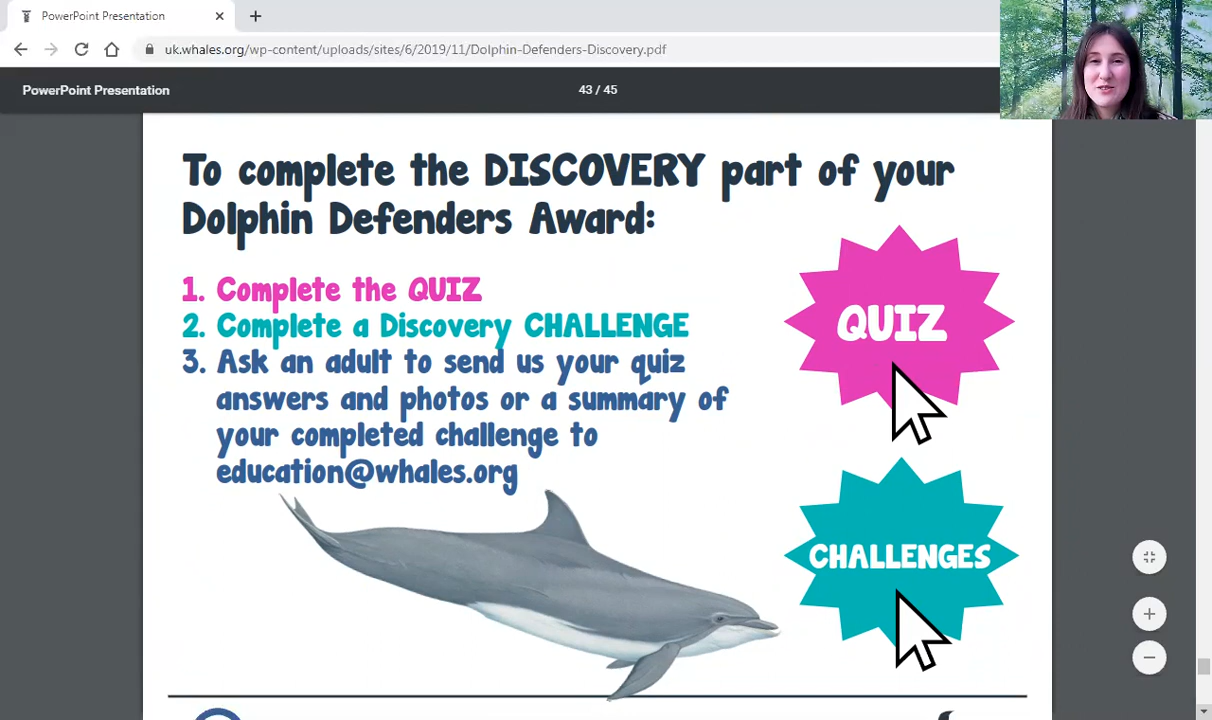 PowerPoint Presentation
uk.whales.org/wp-content/uploads/sites/6/2019/11/Dolphin-Defenders-Discovery.pdf
PowerPoint Presentation
43 / 45
To complete the DISCOVERY part of your
Dolphin Defenders Award:
1. Complete the QUIZ
2. Complete a Discovery CHALLENGE
3. Ask an adult to send us your quiz
answers and photos or a summary of
your completed challenge to
education@whales.org
QUIZ
CHALLENGES